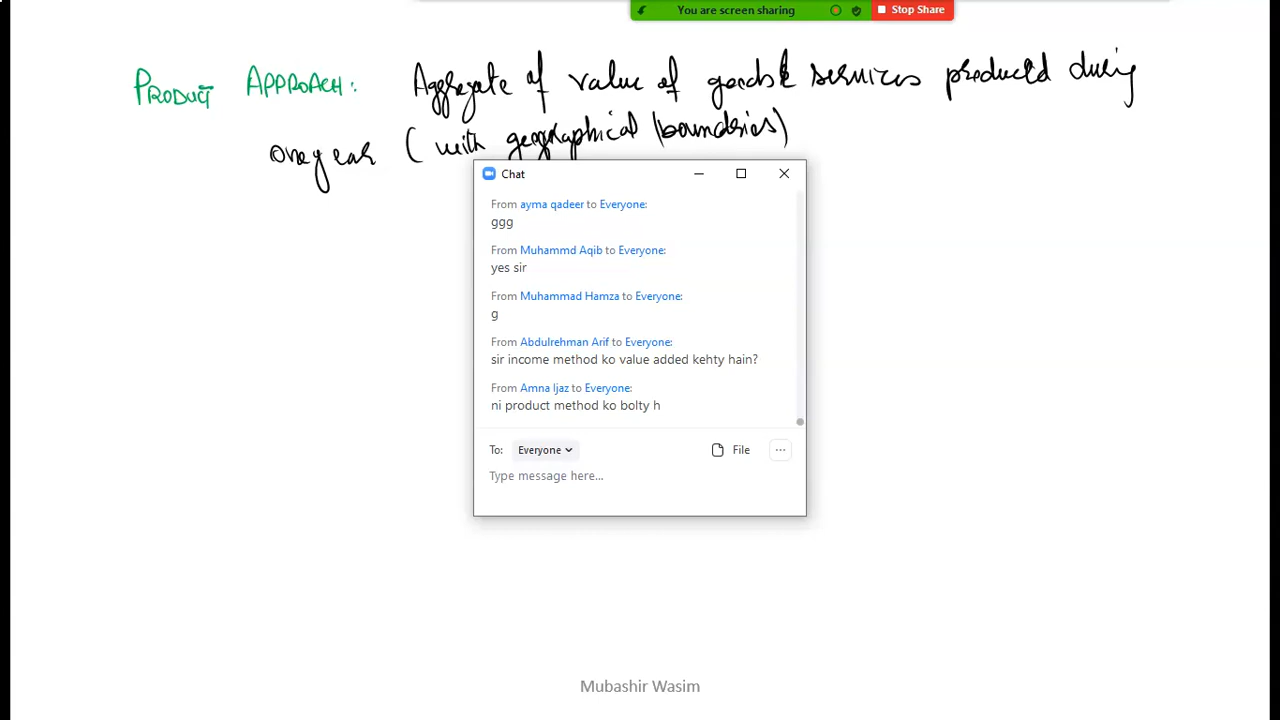 You are screen sharing
Stop Share
PRODUCT APPROACH: Aggregate of value of goods & services produced during
one year (with geographical (boundries)
Chat
From ayma qadeer to Everyone:
ggg
From Muhammd Aqib to Everyone:
yes sir
From Muhammad Hamza to Everyone:
g
From Abdulrehman Arif to Everyone:
sir income method ko value added kehty hain?
From Amna Ijaz to Everyone:
ni product method ko bolty h
To: Everyone File ...
Type message here...
Mubashir Wasim